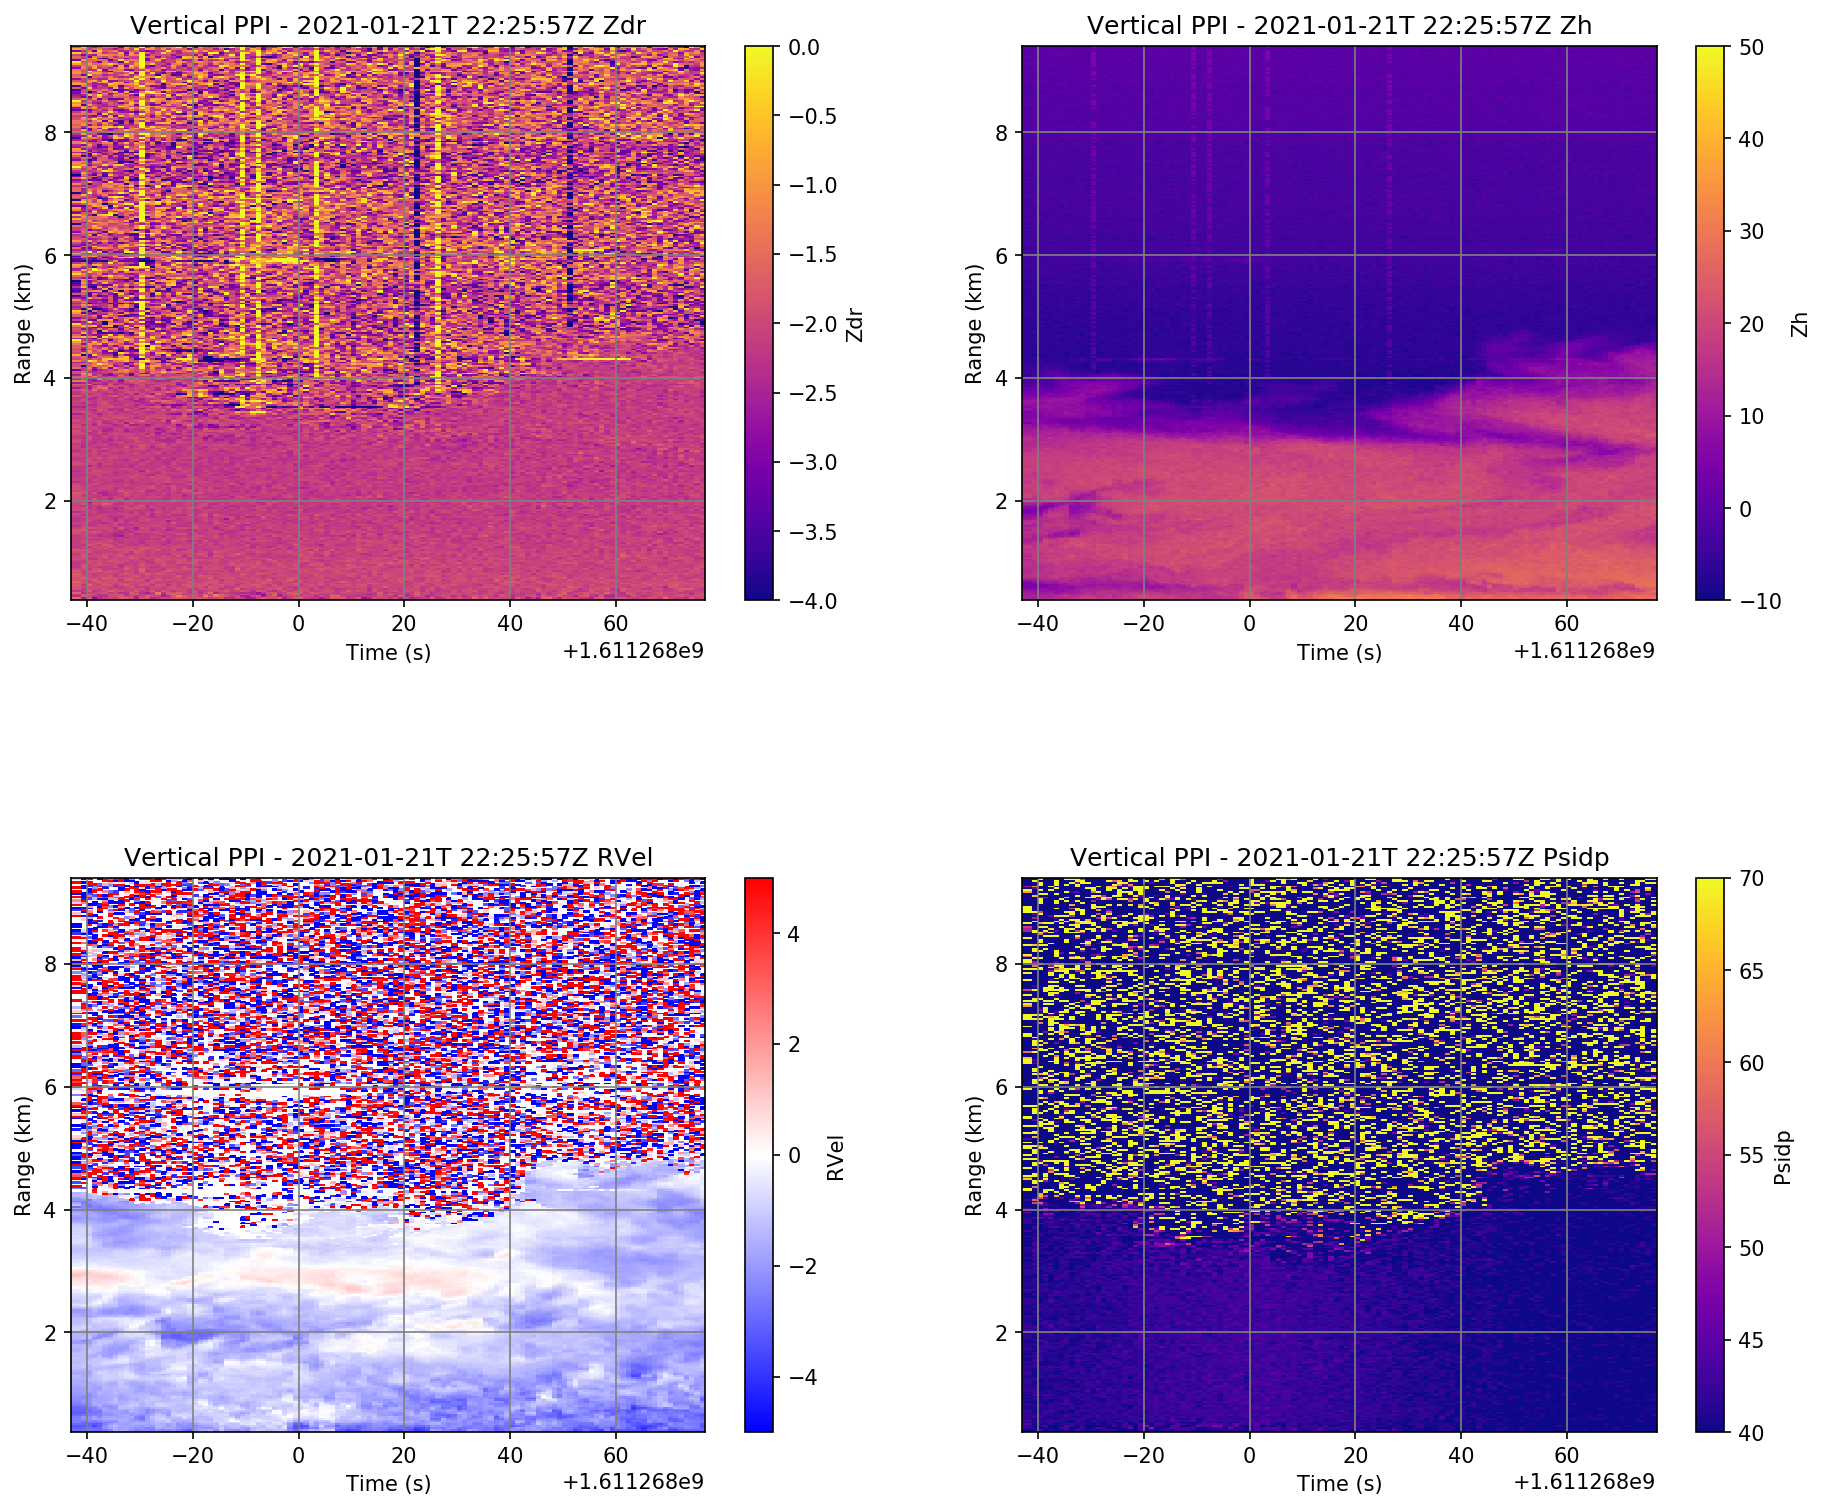 Vertical PPI - 2021-01-21T 22:25:57Z Zdr
8
6
4
2
Range (km)
−40 −20 0 20 40 60
Time (s)
+1.611268e9
0.0
−0.5
−1.0
−1.5
−2.0
−2.5
−3.0
−3.5
−4.0
Zdr
Vertical PPI - 2021-01-21T 22:25:57Z Zh
8
6
4
2
Range (km)
−40 −20 0 20 40 60
Time (s)
+1.611268e9
50
40
30
20
10
0
−10
Zh
Vertical PPI - 2021-01-21T 22:25:57Z RVel
8
6
4
2
Range (km)
−40 −20 0 20 40 60
Time (s)
+1.611268e9
4
2
0
−2
−4
RVel
Vertical PPI - 2021-01-21T 22:25:57Z Psidp
8
6
4
2
Range (km)
−40 −20 0 20 40 60
Time (s)
+1.611268e9
70
65
60
55
50
45
40
Psidp